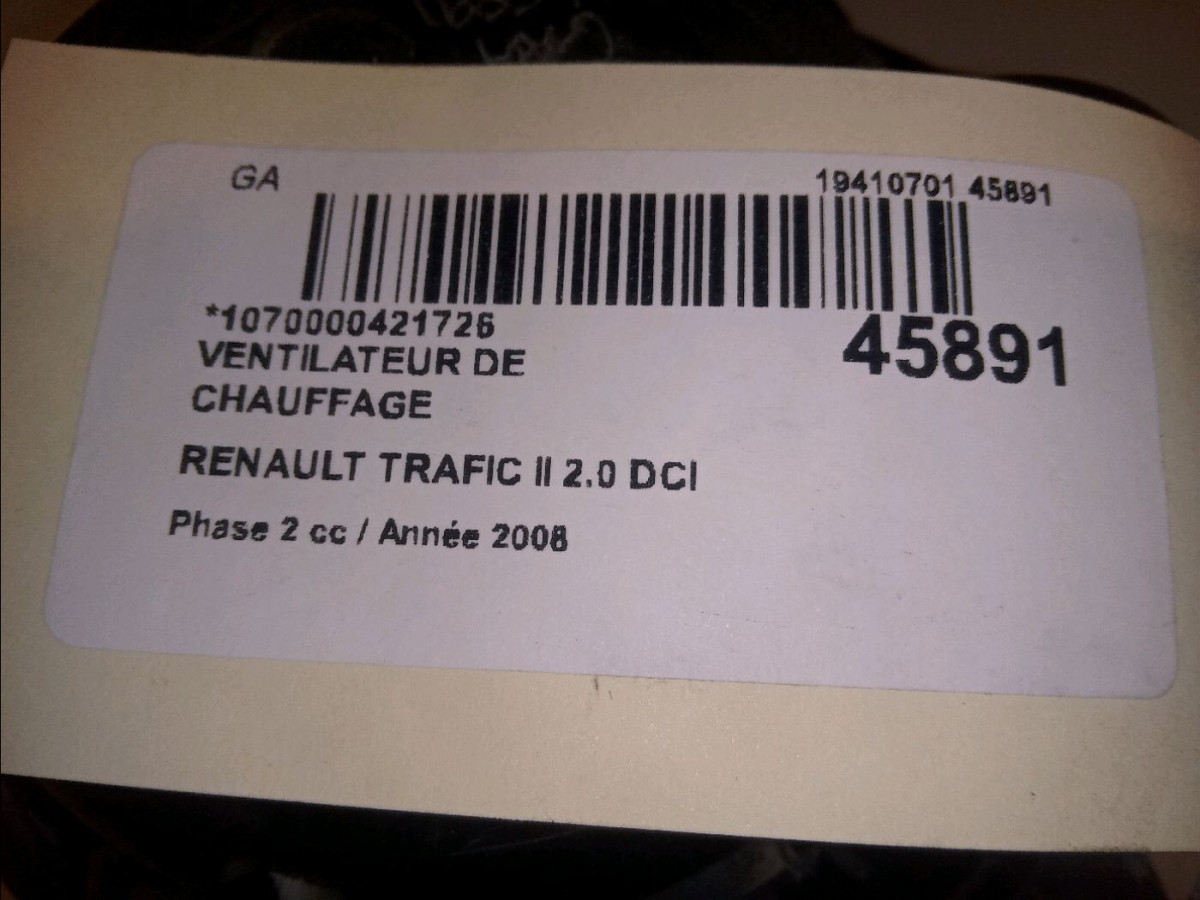 GA
19410701 45891
*1070000421726
45891
VENTILATEUR DE
CHAUFFAGE
RENAULT TRAFIC II 2.0 DCI
Phase 2 cc / Année 2008